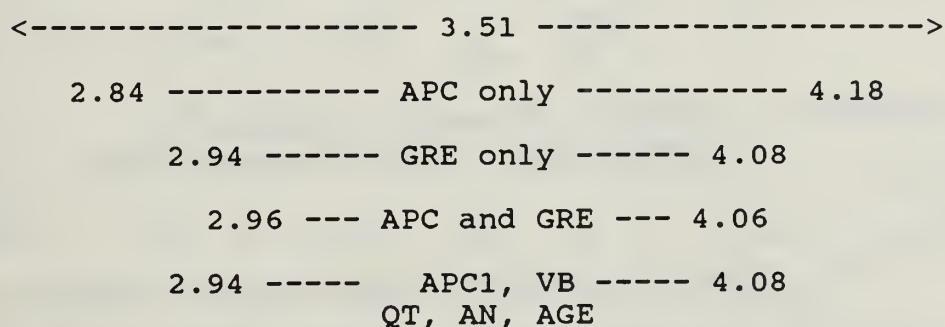 <-------------------- 3.51 -------------------->
2.84 ----------- APC only ----------- 4.18
2.94 ------ GRE only ------ 4.08
2.96 --- APC and GRE --- 4.06
2.94 ----- APC1, VB ----- 4.08
QT, AN, AGE